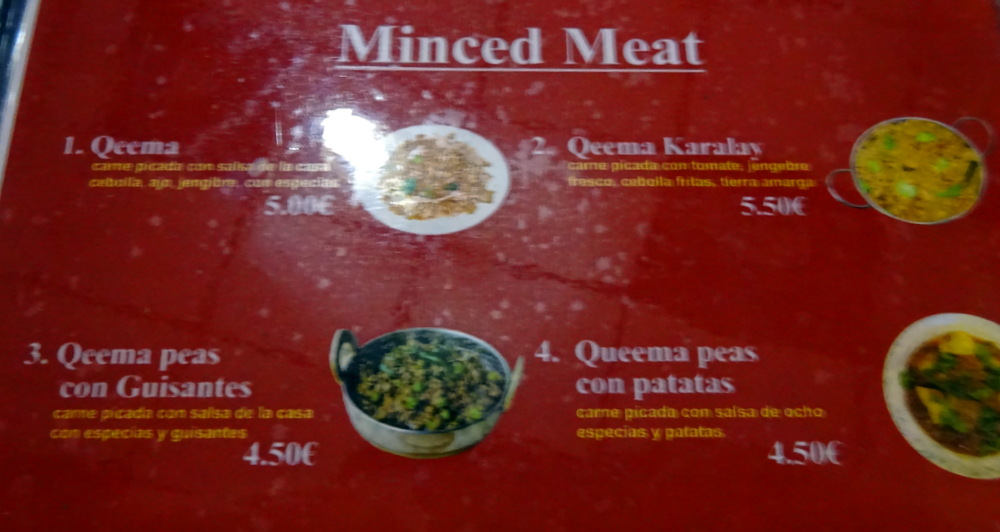 Minced Meat
1. Qeema
carne picada con salsa de la casa
cebolla, ajo, jengibre, con especias
5.00€
2. Qeema Karalay
carne picada con tomate, jengebre
fresco, cebolla fritas, tierra amarga
5.50€
3. Qeema peas
con Guisantes
carne picada con salsa de la casa
con especias y guisantes
4.50€
4. Queema peas
con patatas
carne picada con salsa de ocho
especias y patatas.
4.50€